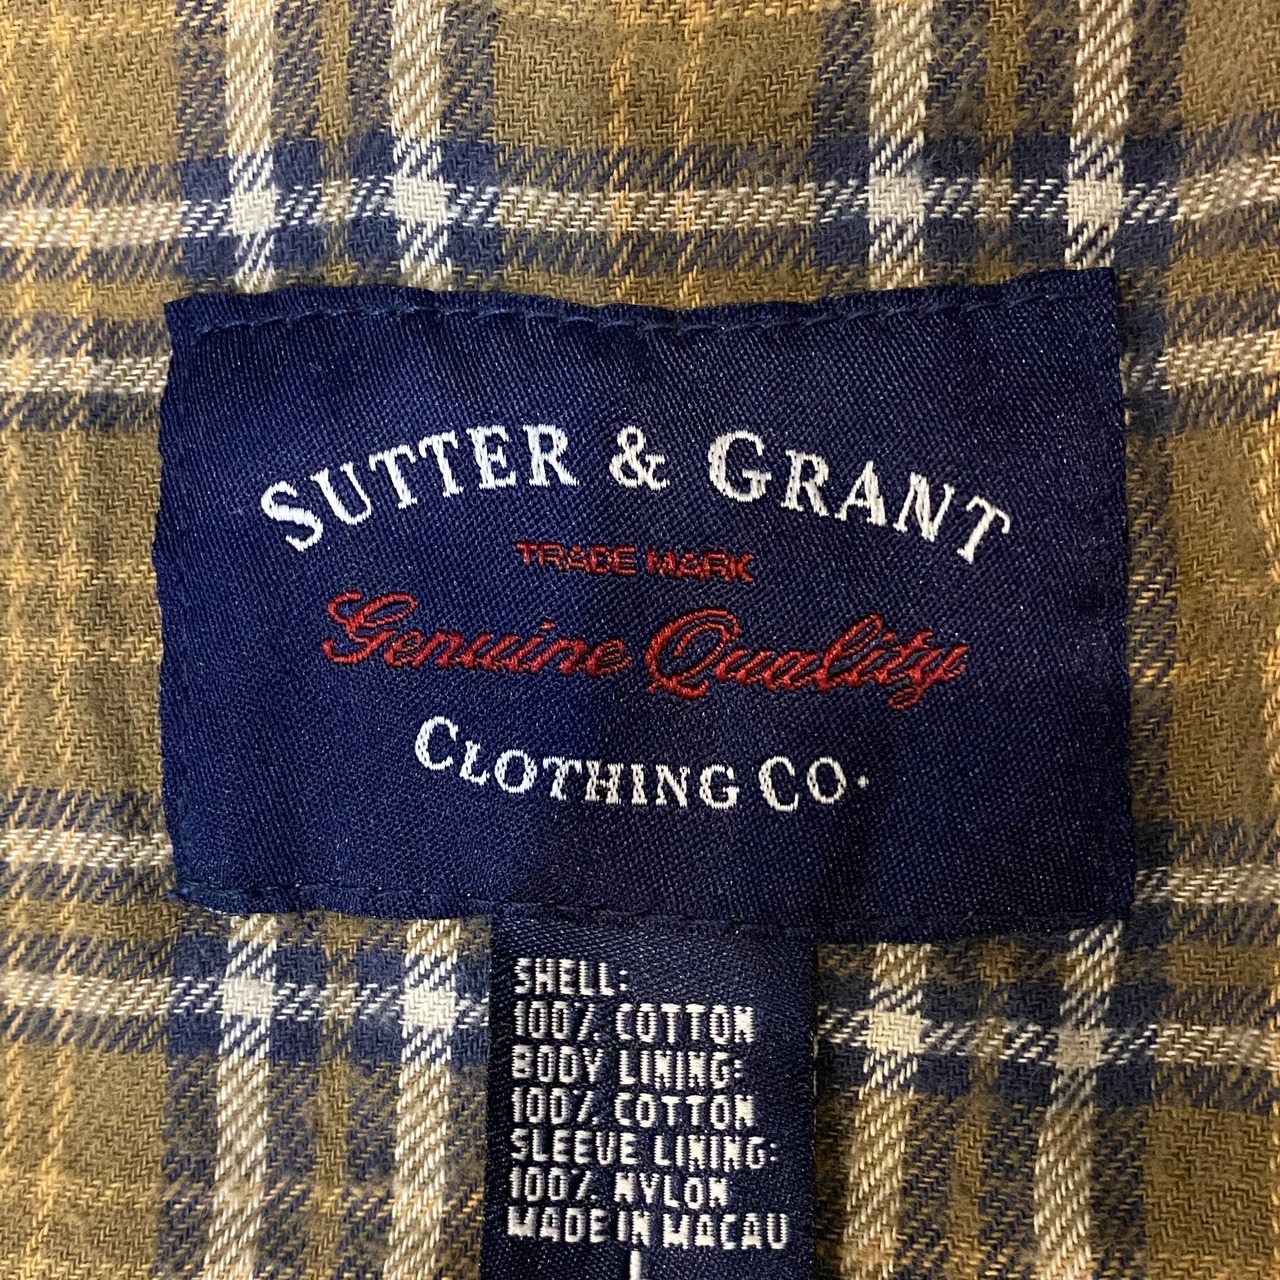 SUTTER & GRANT
TRADE MARK
Genuine Quality
CLOTHING CO.
SHELL:
100% COTTON
BODY LINING:
100% COTTON
SLEEVE LINING:
100% NYLON
MADE IN MACAU